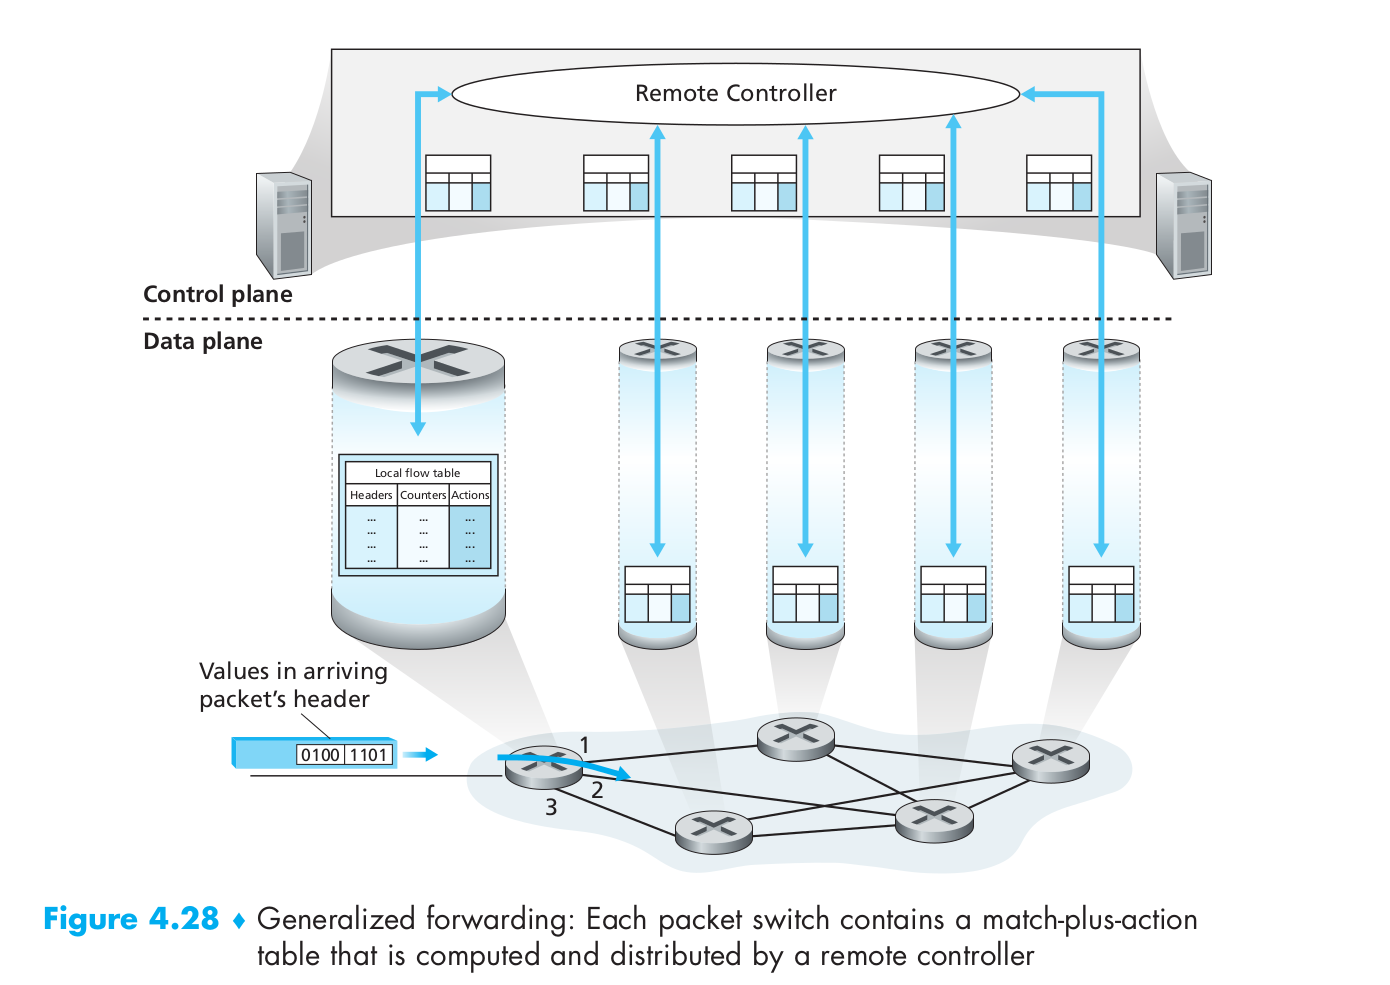 Remote Controller
Control plane
Data plane
Local flow table
Headers Counters Actions
... ... ...
... ... ...
... ... ...
... ... ...
Values in arriving
packet’s header
0100 1101
1
2
3
Figure 4.28 ♦ Generalized forwarding: Each packet switch contains a match-plus-action
table that is computed and distributed by a remote controller